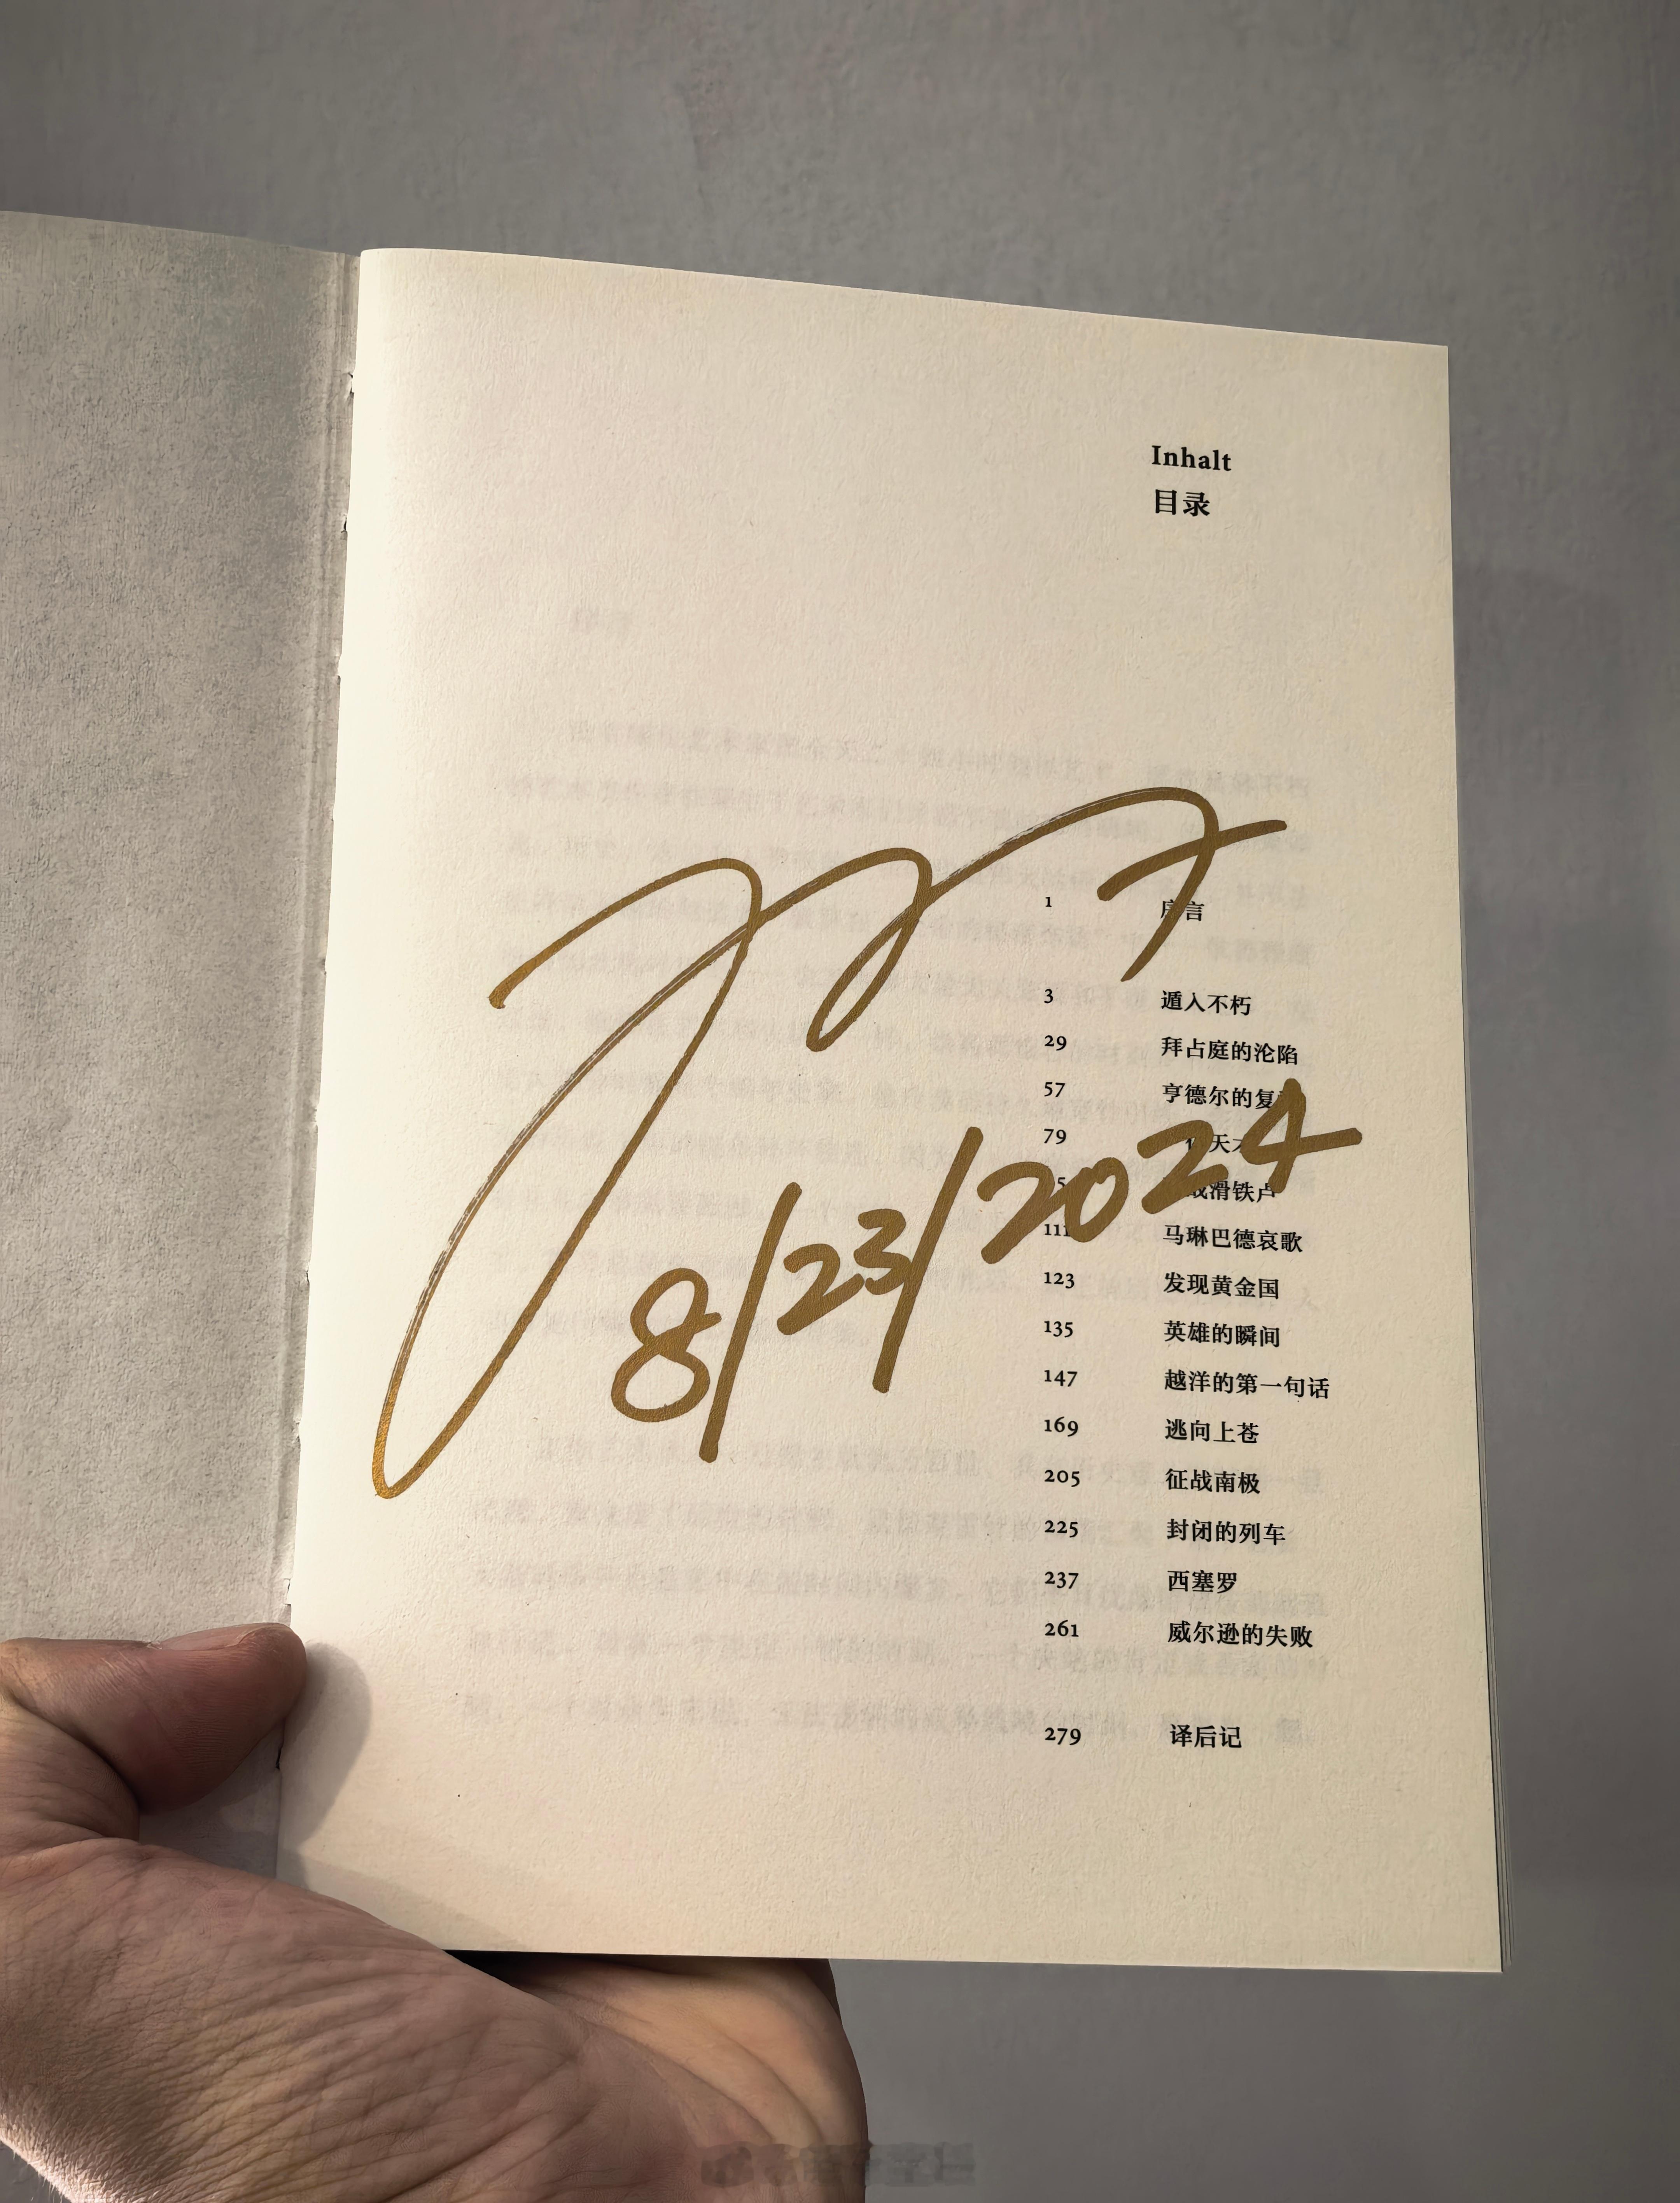 Inhalt
目录
1 序言
3 遁入不朽
29 拜占庭的沦陷
57 亨德尔的复
79 天
滑铁卢
111 马琳巴德哀歌
123 发现黄金国
135 英雄的瞬间
147 越洋的第一句话
169 逃向上苍
205 征战南极
225 封闭的列车
237 西塞罗
261 威尔逊的失败
279 译后记
8/23/2024